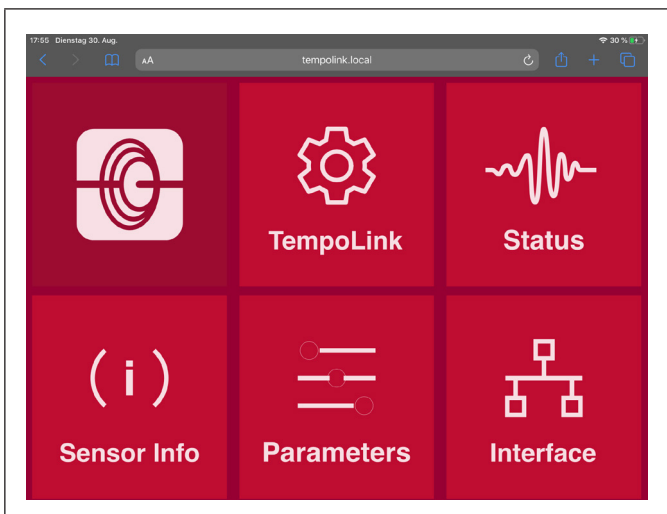 17:55 Dienstag 30. Aug. 30 %
AA tempolink.local
TempoLink
Status
( i )
Sensor Info
Parameters
Interface